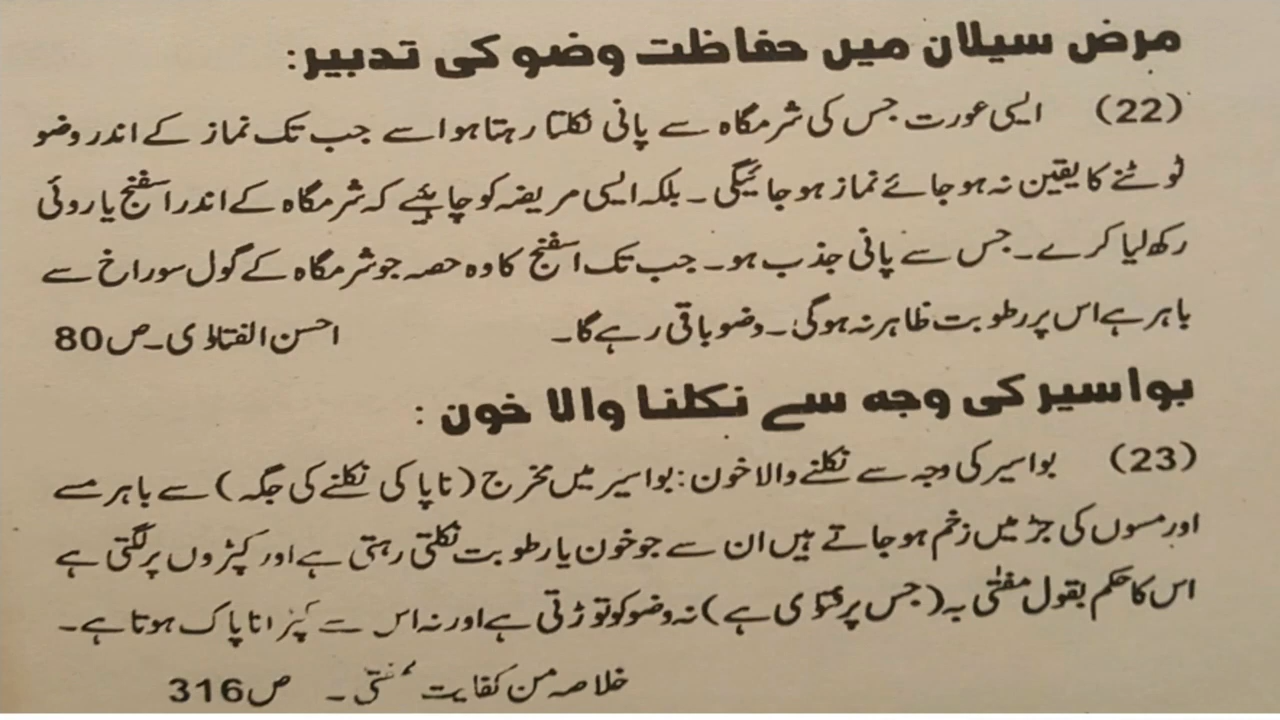 مرض سیلان میں حفاظت وضو کی تدبیر:
(22) ایسی عورت جس کی شرمگاہ سے پانی نکلتا رہتا ہو اسے جب تک نماز کے اندر وضو
ٹوٹنے کا یقین نہ ہو جائے نماز ہو جائیگی ۔ بلکہ ایسی مریضہ کو چاہئیے کہ شرمگاہ کے اندر اسفنج یا روئی
رکھ لیا کرے ۔ جس سے پانی جذب ہو ۔ جب تک اسفنج کا وہ حصہ جو شرمگاہ کے گول سوراخ سے
باہر ہے اس پر رطوبت ظاہر نہ ہوگی ۔ وضو باقی رہے گا ۔ احسن الفتاوٰی ۔ ص 80
بواسیر کی وجہ سے نکلنا والا خون :
(23) بواسیر کی وجہ سے نکلنے والا خون : بواسیر میں مخرج (ناپاکی نکلنے کی جگہ) سے باہر مسے
اور مسوں کی جڑ میں زخم ہو جاتے ہیں ان سے جو خون یا رطوبت نکلتی رہتی ہے اور کپڑوں پر لگتی ہے
اس کا حکم بقول مفتٰی بہ (جس پر فتوٰی ہے) نہ وضو کو توڑتی ہے اور نہ اس سے کپڑا ناپاک ہوتا ہے ۔
خلاصہ من کفایت ۔ ص 316